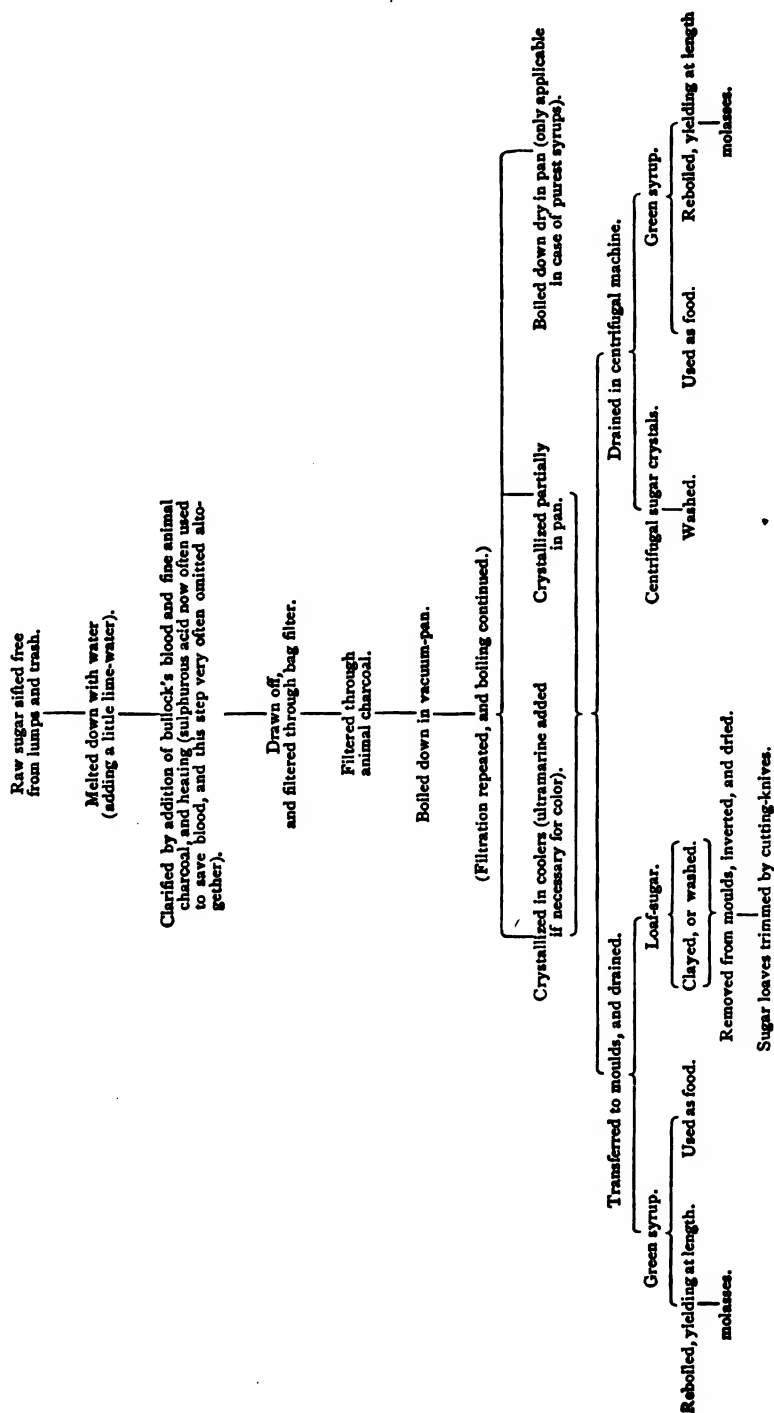 Raw sugar sifted free
from lumps and trash.
Melted down with water
(adding a little lime-water).
Clarified by addition of bullock's blood and fine animal
charcoal, and heating (sulphurous acid now often used
to save blood, and this step very often omitted alto-
gether).
Drawn off,
and filtered through bag filter.
Filtered through
animal charcoal.
Boiled down in vacuum-pan.
(Filtration repeated, and boiling continued.)
Crystallized in coolers (ultramarine added
if necessary for color).
Crystallized partially
in pan.
Boiled down dry in pan (only applicable
in case of purest syrups).
Transferred to moulds, and drained.
Drained in centrifugal machine.
Green syrup.
Loaf-sugar.
Centrifugal sugar crystals.
Green syrup.
Reboiled, yielding at length
molasses.
Used as food.
Clayed, or washed.
Washed.
Used as food.
Reboiled, yielding at length
molasses.
Removed from moulds, inverted, and dried.
Sugar loaves trimmed by cutting-knives.